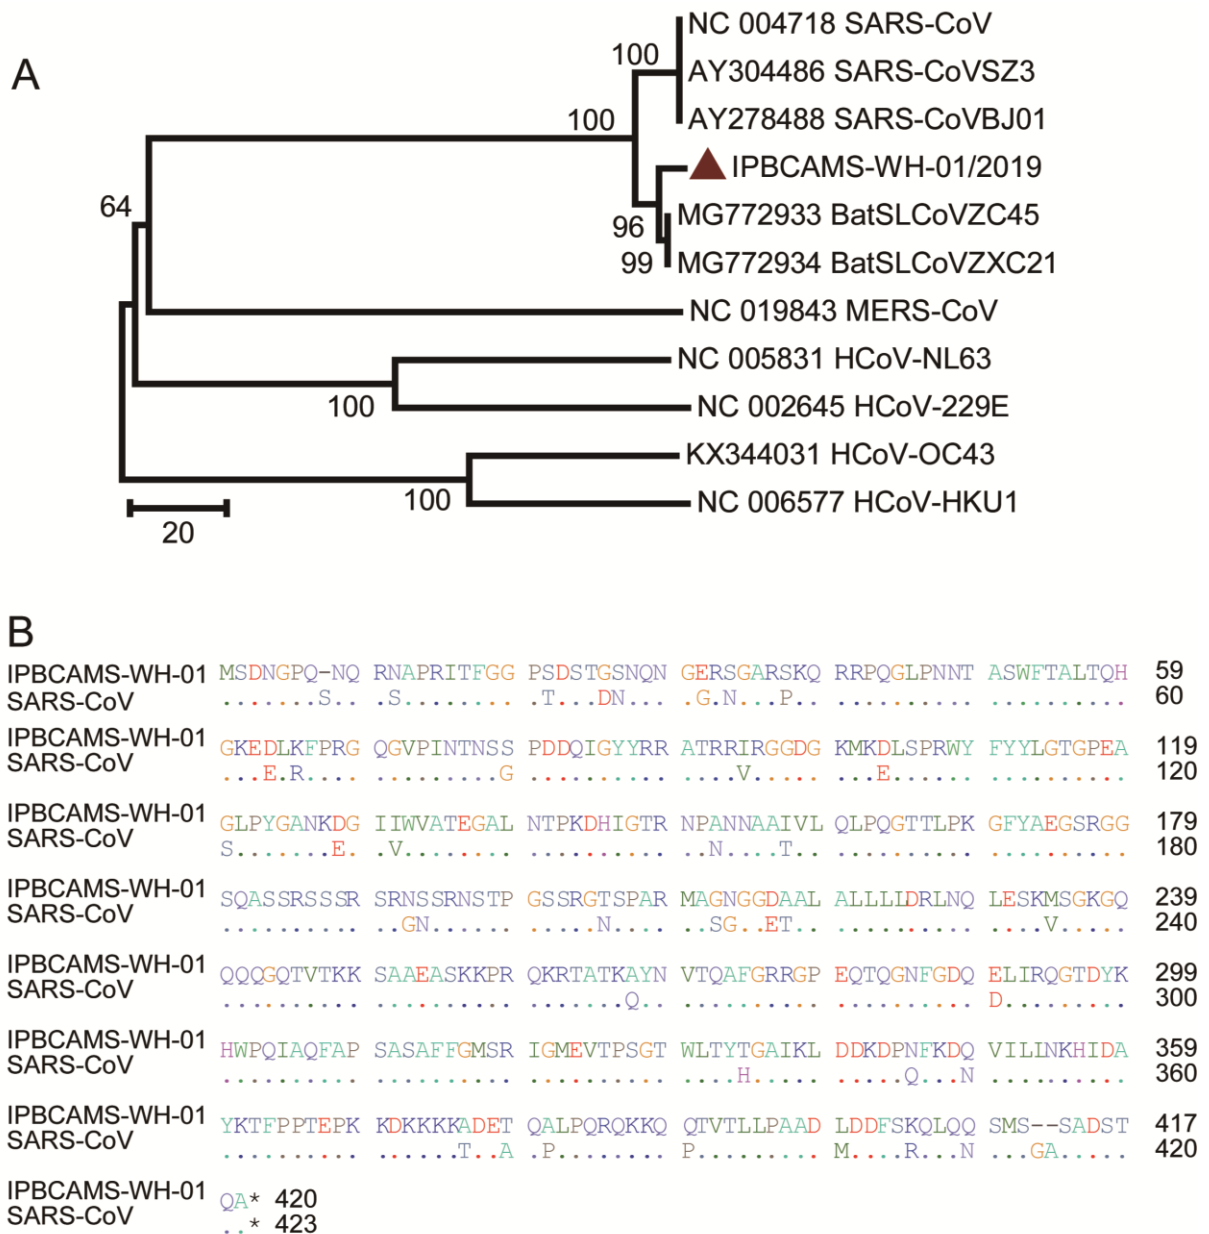 A
NC 004718 SARS-CoV
100
AY304486 SARS-CoVSZ3
AY278488 SARS-CoVBJ01
100
IPBCAMS-WH-01/2019
64
MG772933 BatSLCoVZC45
96
99 MG772934 BatSLCoVZXC21
NC 019843 MERS-CoV
NC 005831 HCoV-NL63
100
NC 002645 HCoV-229E
KX344031 HCoV-OC43
100
NC 006577 HCoV-HKU1
20
B
IPBCAMS-WH-01 MSDNGPQ-NQ RNAPRITFGG PSDSTGSNQN GERSGARSKQ RRPQGLPNNT ASWFTALTQH 59
SARS-CoV .......S.. .S........ .T...DN... .G.N..P... .......... .......... 60
IPBCAMS-WH-01 GKEDLKFPRG QGVPINTNSS PDDQIGYYRR ATRRIRGGDG KMKDLSPRWY FYYLGTGPEA 119
SARS-CoV ...E.R.... .........G .......... ....V..... ...E...... .......... 120
IPBCAMS-WH-01 GLPYGANKDG IIWVATEGAL NTPKDHIGTR NPANNAAIVL QLPQGTTLPK GFYAEGSRGG 179
SARS-CoV S.......E. .V........ .......... ..N....T.. .......... .......... 180
IPBCAMS-WH-01 SQASSRSSSR SRNSSRNSTP GSSRGTSPAR MAGNGGDAAL ALLLLDRLNQ LESKMSGKGQ 239
SARS-CoV .......... ..GN...... .....N.... ..SG..ET.. .......... ....V..... 240
IPBCAMS-WH-01 QQQGQTVTKK SAAEASKKPR QKRTATKAYN VTQAFGRRGP EQTQGNFGDQ ELIRQGTDYK 299
SARS-CoV .......... .......... .......Q.. .......... .......... D......... 300
IPBCAMS-WH-01 HWPQIAQFAP SASAFFGMSR IGMEVTPSGT WLTYTGAIKL DDKDPNFKDQ VILLNKHIDA 359
SARS-CoV .......... .......... .......... ....H..... .....Q...N .......... 360
IPBCAMS-WH-01 YKTFPPTEPK KDKKKKADET QALPQRQKKQ QTVTLLPAAD LDDFSKQLQQ SMS--SADST 417
SARS-CoV .......... ......T..A .P........ P......... M....R...N ...GA..... 420
IPBCAMS-WH-01 QA* 420
SARS-CoV ..* 423